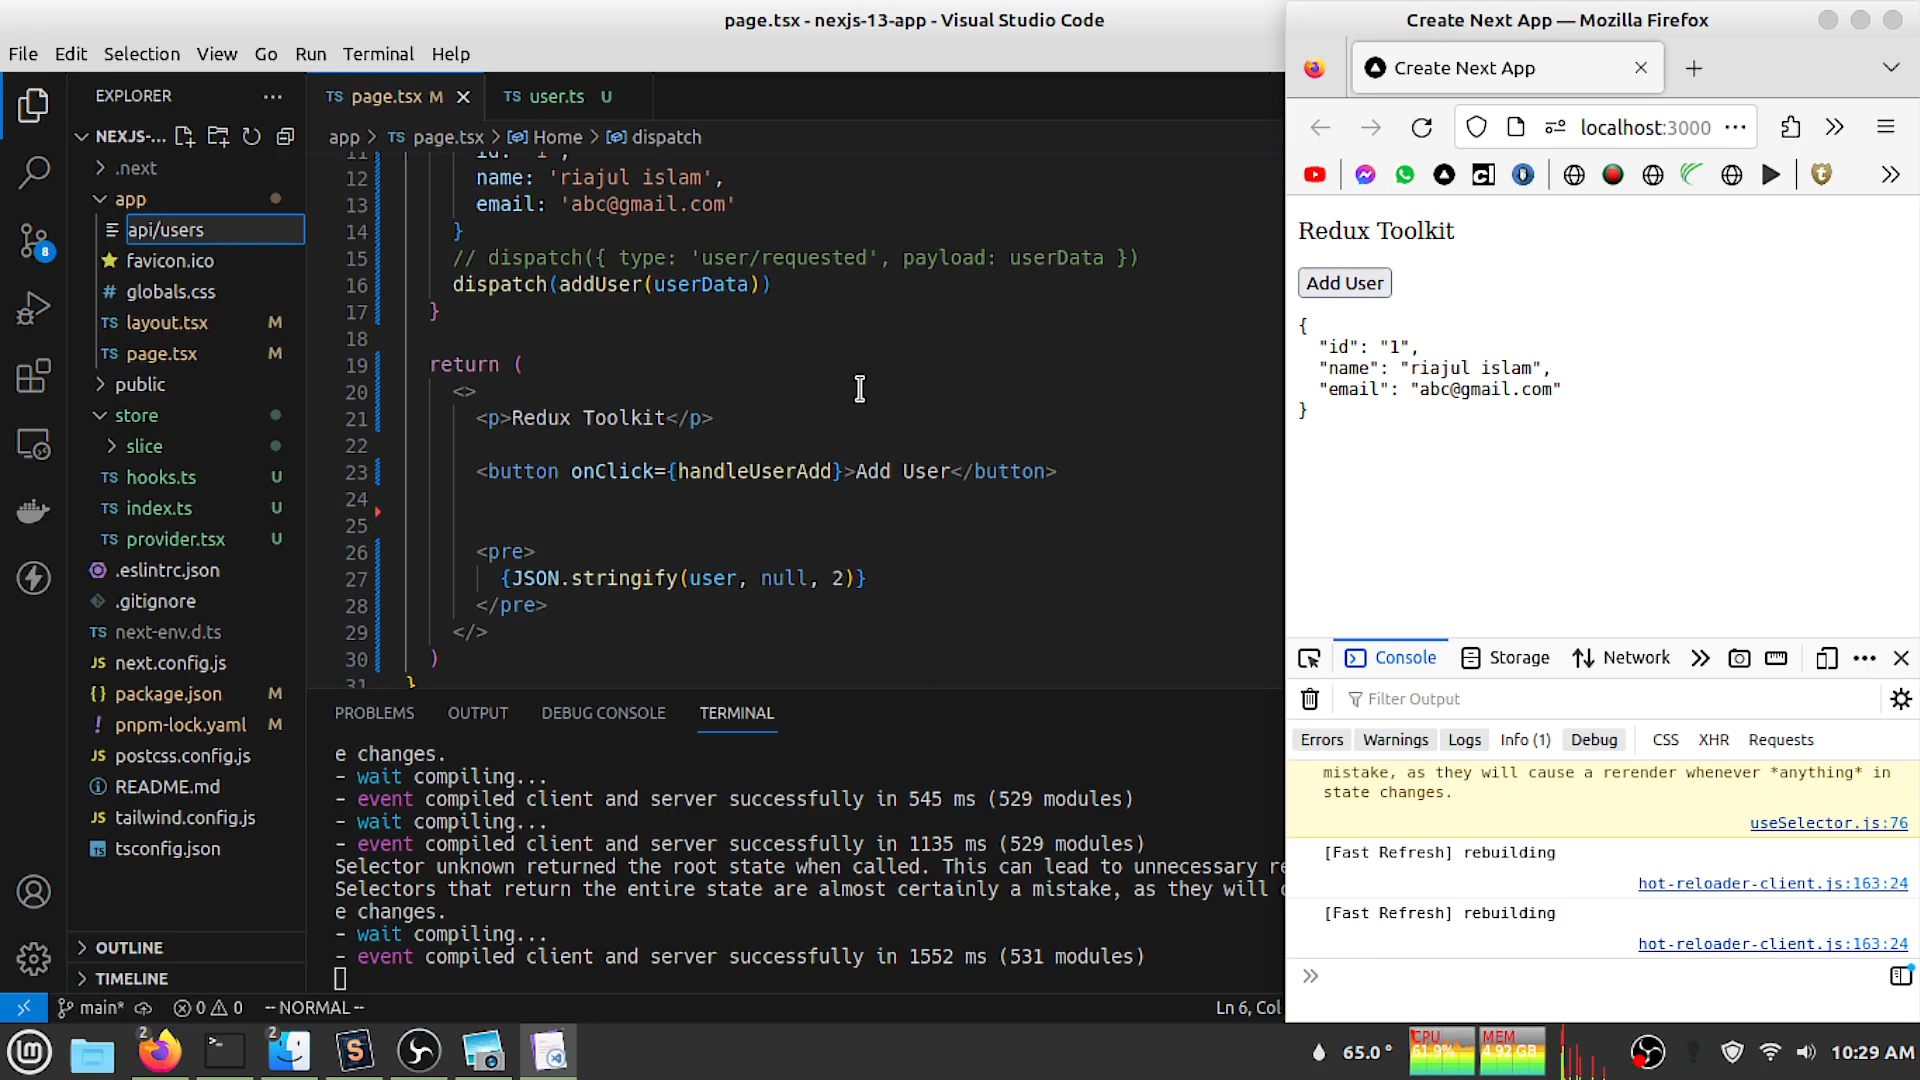 page.tsx - nexjs-13-app - Visual Studio Code
File Edit Selection View Go Run Terminal Help
EXPLORER
NEXJS-...
.next
app
api/users
favicon.ico
globals.css
layout.tsx M
page.tsx M
public
store
slice
hooks.ts U
index.ts U
provider.tsx U
.eslintrc.json
.gitignore
next-env.d.ts
next.config.js
package.json M
pnpm-lock.yaml M
postcss.config.js
README.md
tailwind.config.js
tsconfig.json
OUTLINE
TIMELINE
8
page.tsx M user.ts U
app > page.tsx > Home > dispatch
11 id: '1',
12 name: 'riajul islam',
13 email: 'abc@gmail.com'
14 }
15 // dispatch({ type: 'user/requested', payload: userData })
16 dispatch(addUser(userData))
17 }
18
19 return (
20 <>
21 <p>Redux Toolkit</p>
22
23 <button onClick={handleUserAdd}>Add User</button>
24
25
26 <pre>
27 {JSON.stringify(user, null, 2)}
28 </pre>
29 </>
30 )
31 }
PROBLEMS OUTPUT DEBUG CONSOLE TERMINAL
e changes.
- wait compiling...
- event compiled client and server successfully in 545 ms (529 modules)
- wait compiling...
- event compiled client and server successfully in 1135 ms (529 modules)
Selector unknown returned the root state when called. This can lead to unnecessary re
Selectors that return the entire state are almost certainly a mistake, as they will c
e changes.
- wait compiling...
- event compiled client and server successfully in 1552 ms (531 modules)
main* 0 0 -- NORMAL -- Ln 6, Col
Create Next App — Mozilla Firefox
Create Next App
localhost:3000
Redux Toolkit
Add User
{
"id": "1",
"name": "riajul islam",
"email": "abc@gmail.com"
}
Console Storage Network
Filter Output
Errors Warnings Logs Info (1) Debug CSS XHR Requests
mistake, as they will cause a rerender whenever *anything* in
state changes.
useSelector.js:76
[Fast Refresh] rebuilding
hot-reloader-client.js:163:24
[Fast Refresh] rebuilding
hot-reloader-client.js:163:24
2 2 65.0 ° CPU 61.9% MEM 4.92 GB 10:29 AM